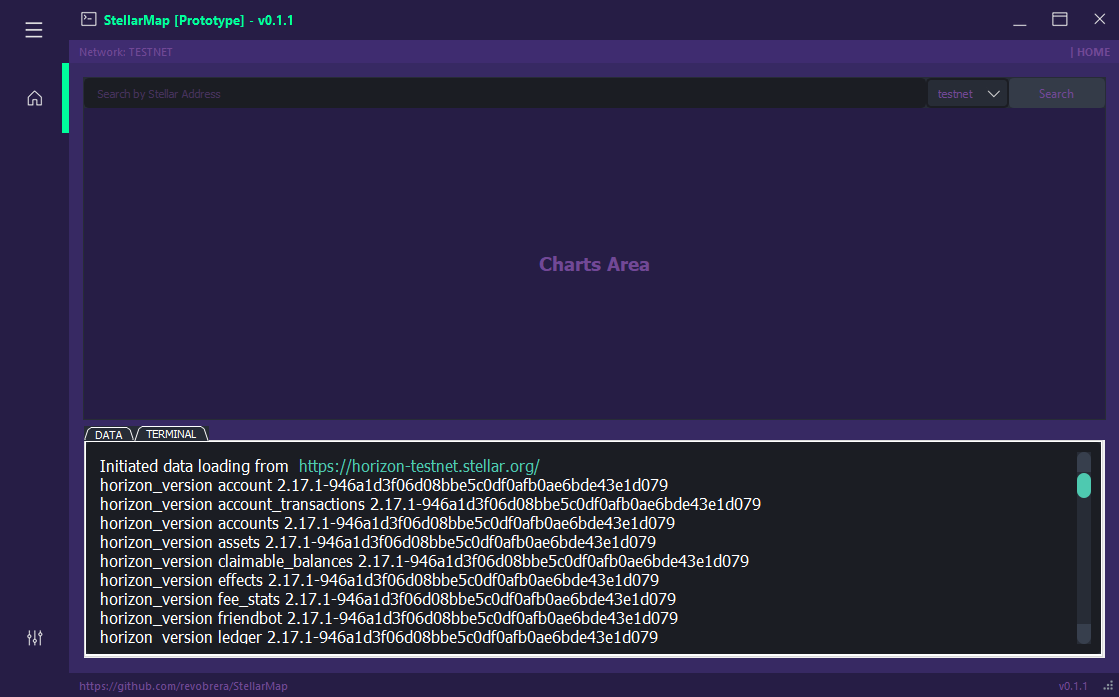 StellarMap [Prototype] - v0.1.1
Network: TESTNET
| HOME
Search by Stellar Address
testnet
Search
Charts Area
DATA
TERMINAL
Initiated data loading from https://horizon-testnet.stellar.org/
horizon_version account 2.17.1-946a1d3f06d08bbe5c0df0afb0ae6bde43e1d079
horizon_version account_transactions 2.17.1-946a1d3f06d08bbe5c0df0afb0ae6bde43e1d079
horizon_version accounts 2.17.1-946a1d3f06d08bbe5c0df0afb0ae6bde43e1d079
horizon_version assets 2.17.1-946a1d3f06d08bbe5c0df0afb0ae6bde43e1d079
horizon_version claimable_balances 2.17.1-946a1d3f06d08bbe5c0df0afb0ae6bde43e1d079
horizon_version effects 2.17.1-946a1d3f06d08bbe5c0df0afb0ae6bde43e1d079
horizon_version fee_stats 2.17.1-946a1d3f06d08bbe5c0df0afb0ae6bde43e1d079
horizon_version friendbot 2.17.1-946a1d3f06d08bbe5c0df0afb0ae6bde43e1d079
horizon_version ledger 2.17.1-946a1d3f06d08bbe5c0df0afb0ae6bde43e1d079
https://github.com/revobrera/StellarMap
v0.1.1